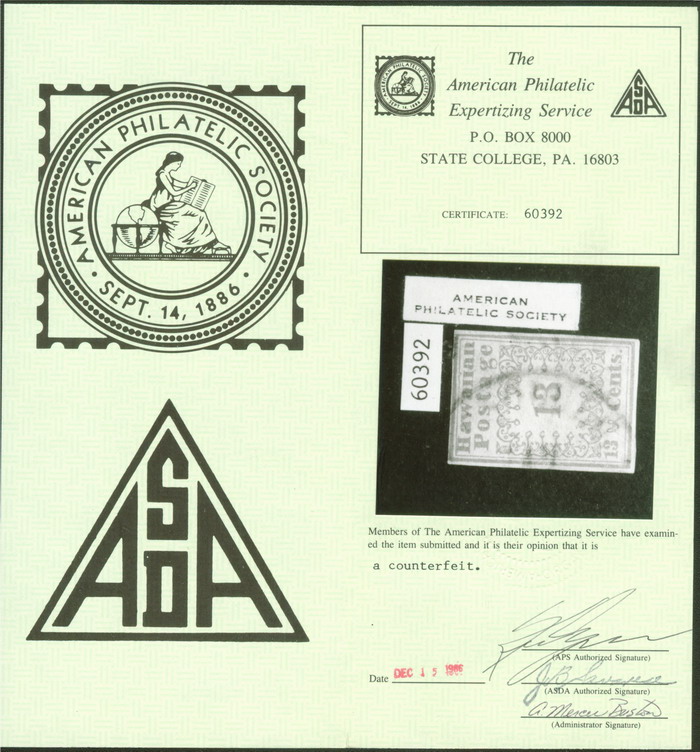 AMERICAN PHILATELIC SOCIETY
· SEPT. 14, 1886 ·
ASDA
The
American Philatelic
Expertizing Service
P.O. BOX 8000
STATE COLLEGE, PA. 16803
ASDA
CERTIFICATE: 60392
AMERICAN
PHILATELIC SOCIETY
60392
Hawaiian
Postage
13
13 Cents.
Members of The American Philatelic Expertizing Service have examin-
ed the item submitted and it is their opinion that it is
a counterfeit.
(APS Authorized Signature)
Date DEC 15 1986
(ASDA Authorized Signature)
A. Mercer Bristow
(Administrator Signature)